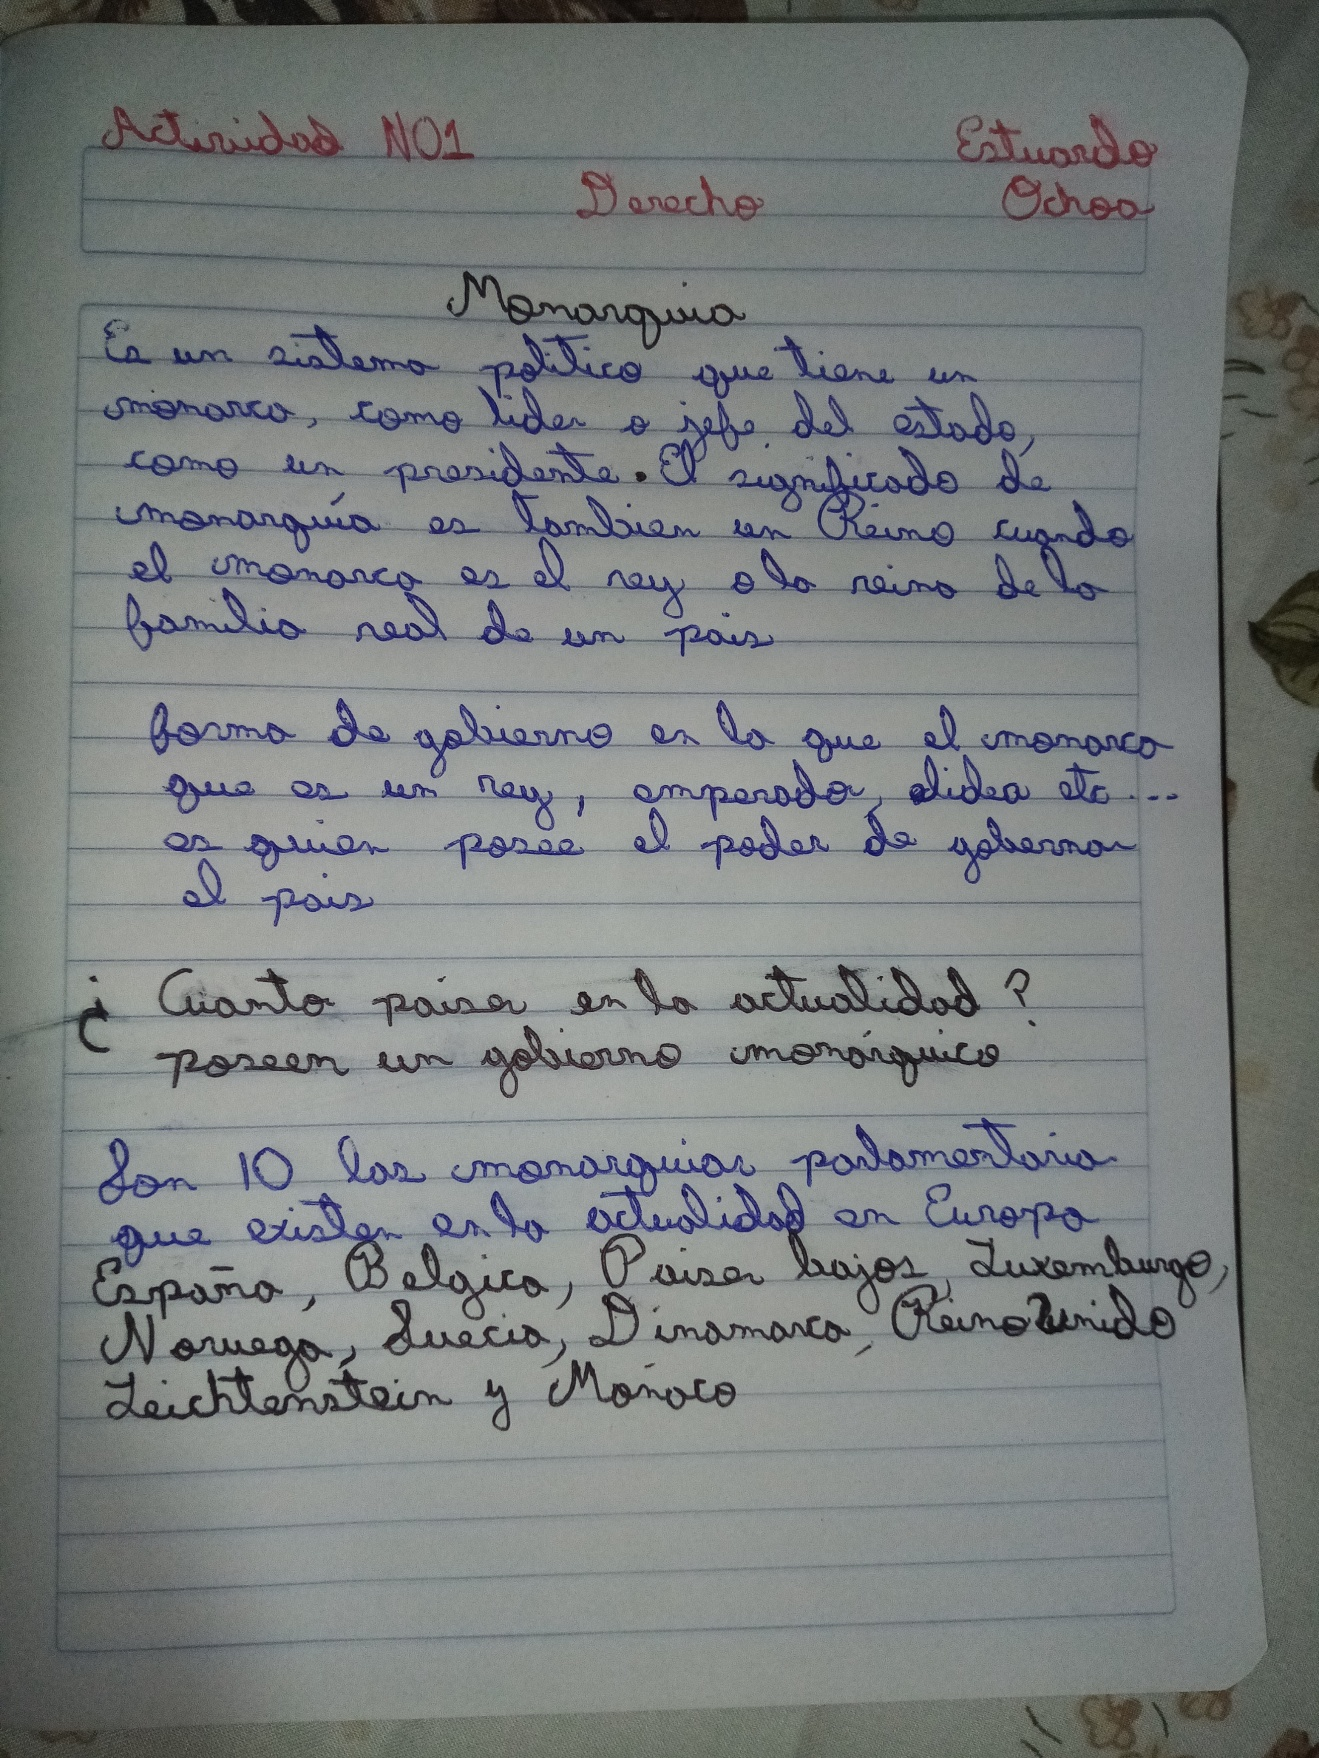 Actividad NO1
Estuardo
Derecho
Ochoa
Monarquia
Es un sistema politico que tiene un
monarca, como lider o jefe del estado,
como un presidente. El significado de
monarquía es tambien un Reino cuando
el monarca es el rey o la reina de la
familia real de un pais
forma de gobierno en la que el monarca
que es un rey, emperado, etc...
es quien posee el poder de gobernar
el pais
¿ Cuanto paises en la actualidad ?
poseen un gobierno monárquico
Son 10 las monarquias parlamentaria
que existen en la actualidad en Europa
España, Belgica, Paises bajos, Luxemburgo,
Noruega, Suecia, Dinamarca, Reino Unido
Leichtenstein y Mónaco